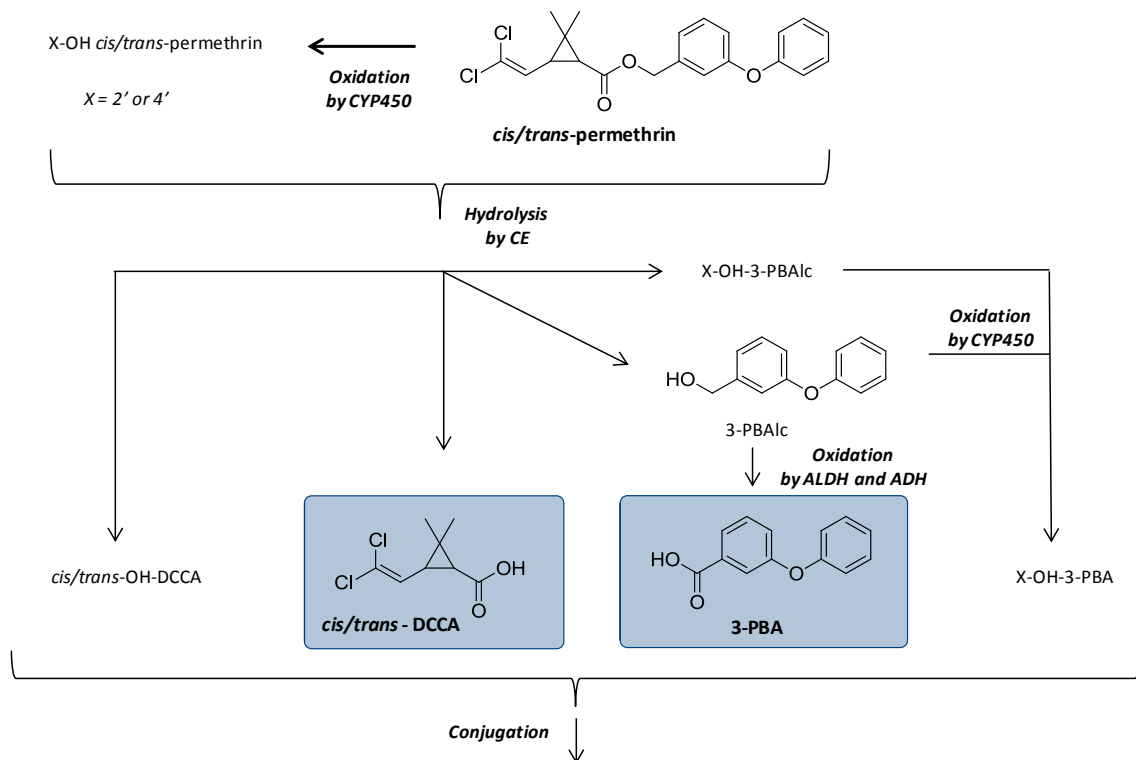 X-OH cis/trans-permethrin
Oxidation
by CYP450
X = 2’ or 4’
Cl
Cl
O
O
O
cis/trans-permethrin
Hydrolysis
by CE
X-OH-3-PBAlc
Oxidation
by CYP450
HO
O
3-PBAlc
Oxidation
by ALDH and ADH
Cl
Cl
OH
O
cis/trans - DCCA
HO
O
O
3-PBA
cis/trans-OH-DCCA
X-OH-3-PBA
Conjugation